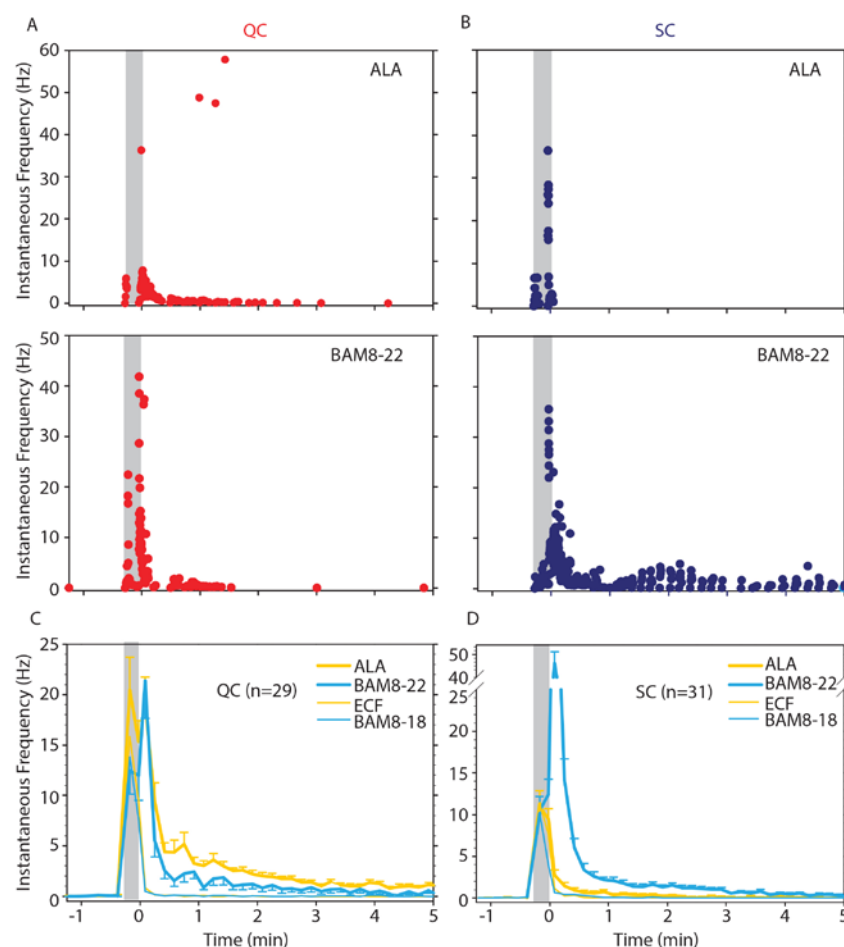 A
QC
B
SC
Instantaneous Frequency (Hz)
60
50
40
30
20
10
0
ALA
ALA
Instantaneous Frequency (Hz)
50
40
30
20
10
0
BAM8-22
BAM8-22
C
Instantaneous Frequency (Hz)
25
20
15
10
5
0
QC (n=29)
ALA
BAM8-22
ECF
BAM8-18
-1 0 1 2 3 4 5
Time (min)
D
50
40
25
20
15
10
5
0
SC (n=31)
ALA
BAM8-22
ECF
BAM8-18
-1 0 1 2 3 4 5
Time (min)